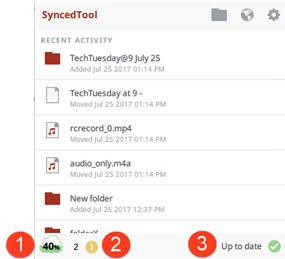 SyncedTool
RECENT ACTIVITY
TechTuesday@9 July 25
Added Jul 25 2017 01:14 PM
TechTuesday at 9 -
Moved Jul 25 2017 01:14 PM
rcrecord_0.mp4
Moved Jul 25 2017 01:14 PM
audio_only.m4a
Moved Jul 25 2017 01:14 PM
New folder
Added Jul 25 2017 12:37 PM
folderX
1 40% 2 ! 2 3 Up to date